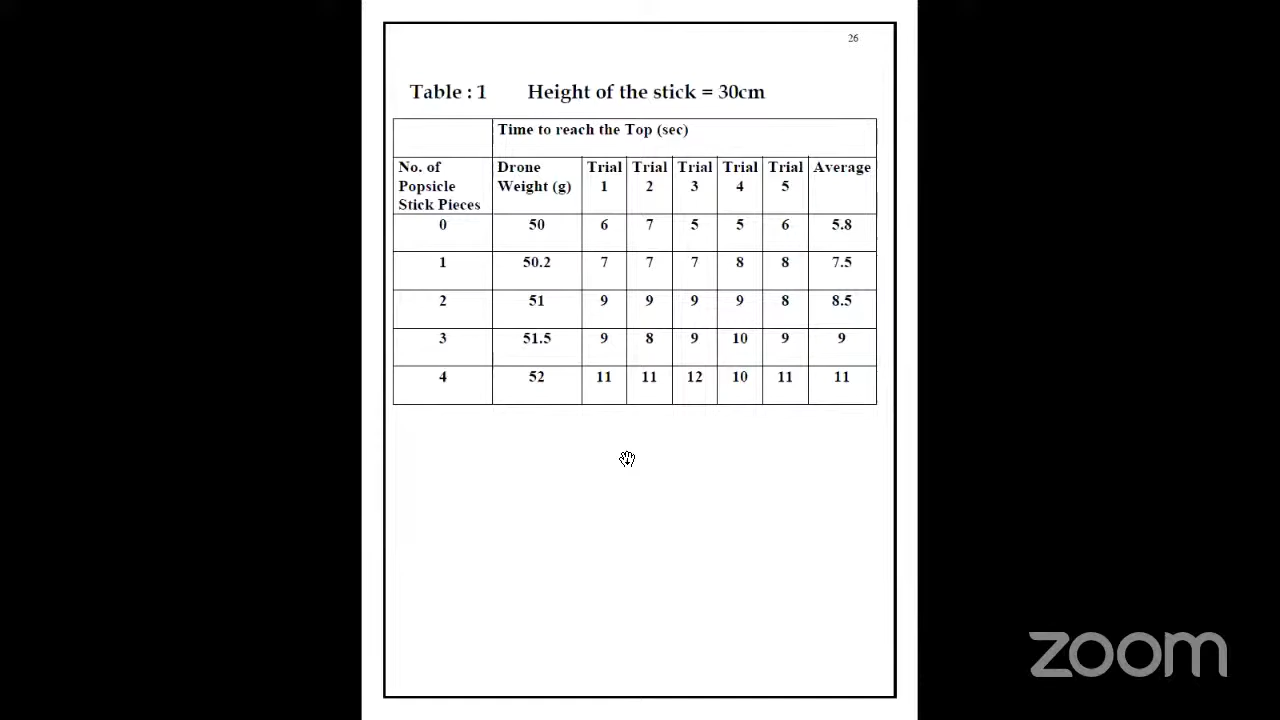 26
Table : 1 Height of the stick = 30cm
Time to reach the Top (sec)
No. of Popsicle Stick Pieces Drone Weight (g) Trial 1 Trial 2 Trial 3 Trial 4 Trial 5 Average
0 50 6 7 5 5 6 5.8
1 50.2 7 7 7 8 8 7.5
2 51 9 9 9 9 8 8.5
3 51.5 9 8 9 10 9 9
4 52 11 11 12 10 11 11
zoom